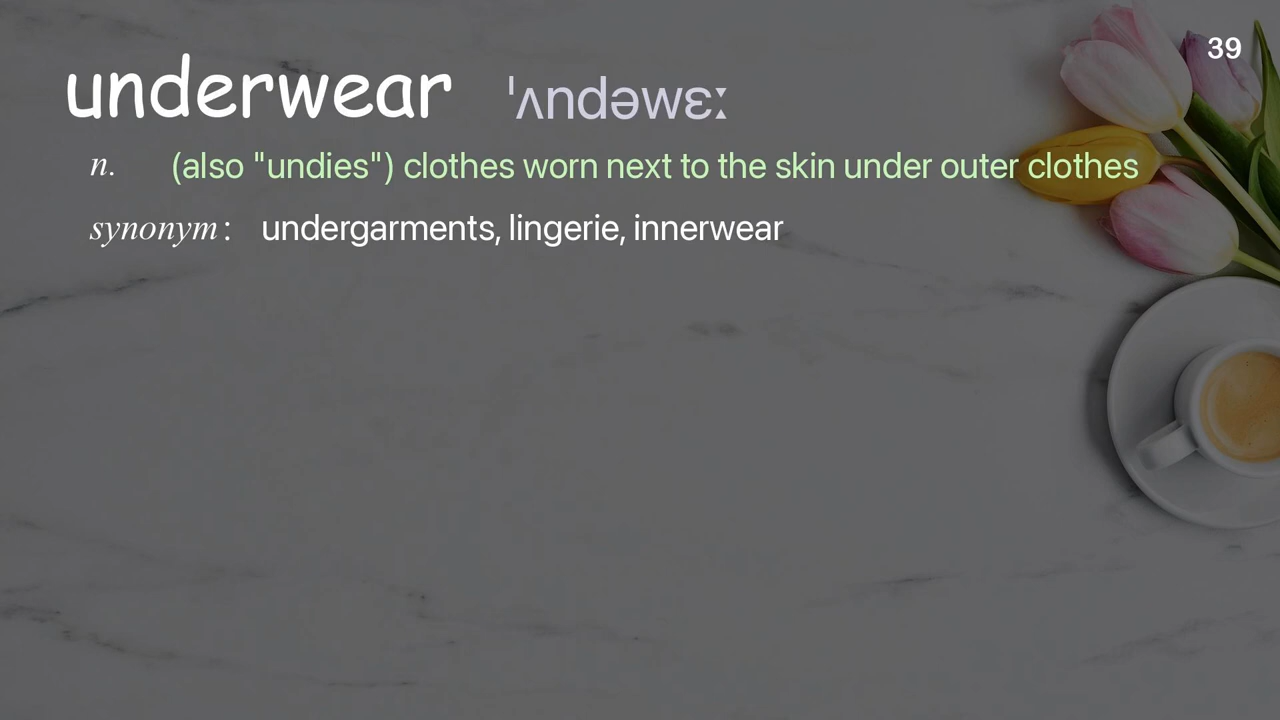 39
underwear ˈʌndəwɛː
n. (also "undies") clothes worn next to the skin under outer clothes
synonym: undergarments, lingerie, innerwear